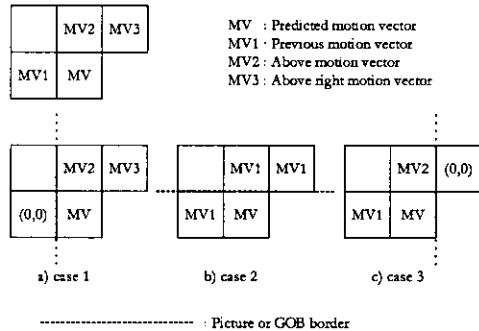 MV2 MV3
MV1 MV
MV : Predicted motion vector
MV1 : Previous motion vector
MV2 : Above motion vector
MV3 : Above right motion vector
MV2 MV3
(0,0) MV
a) case 1
MV1 MV1
MV1 MV
b) case 2
MV2 (0,0)
MV1 MV
c) case 3
: Picture or GOB border